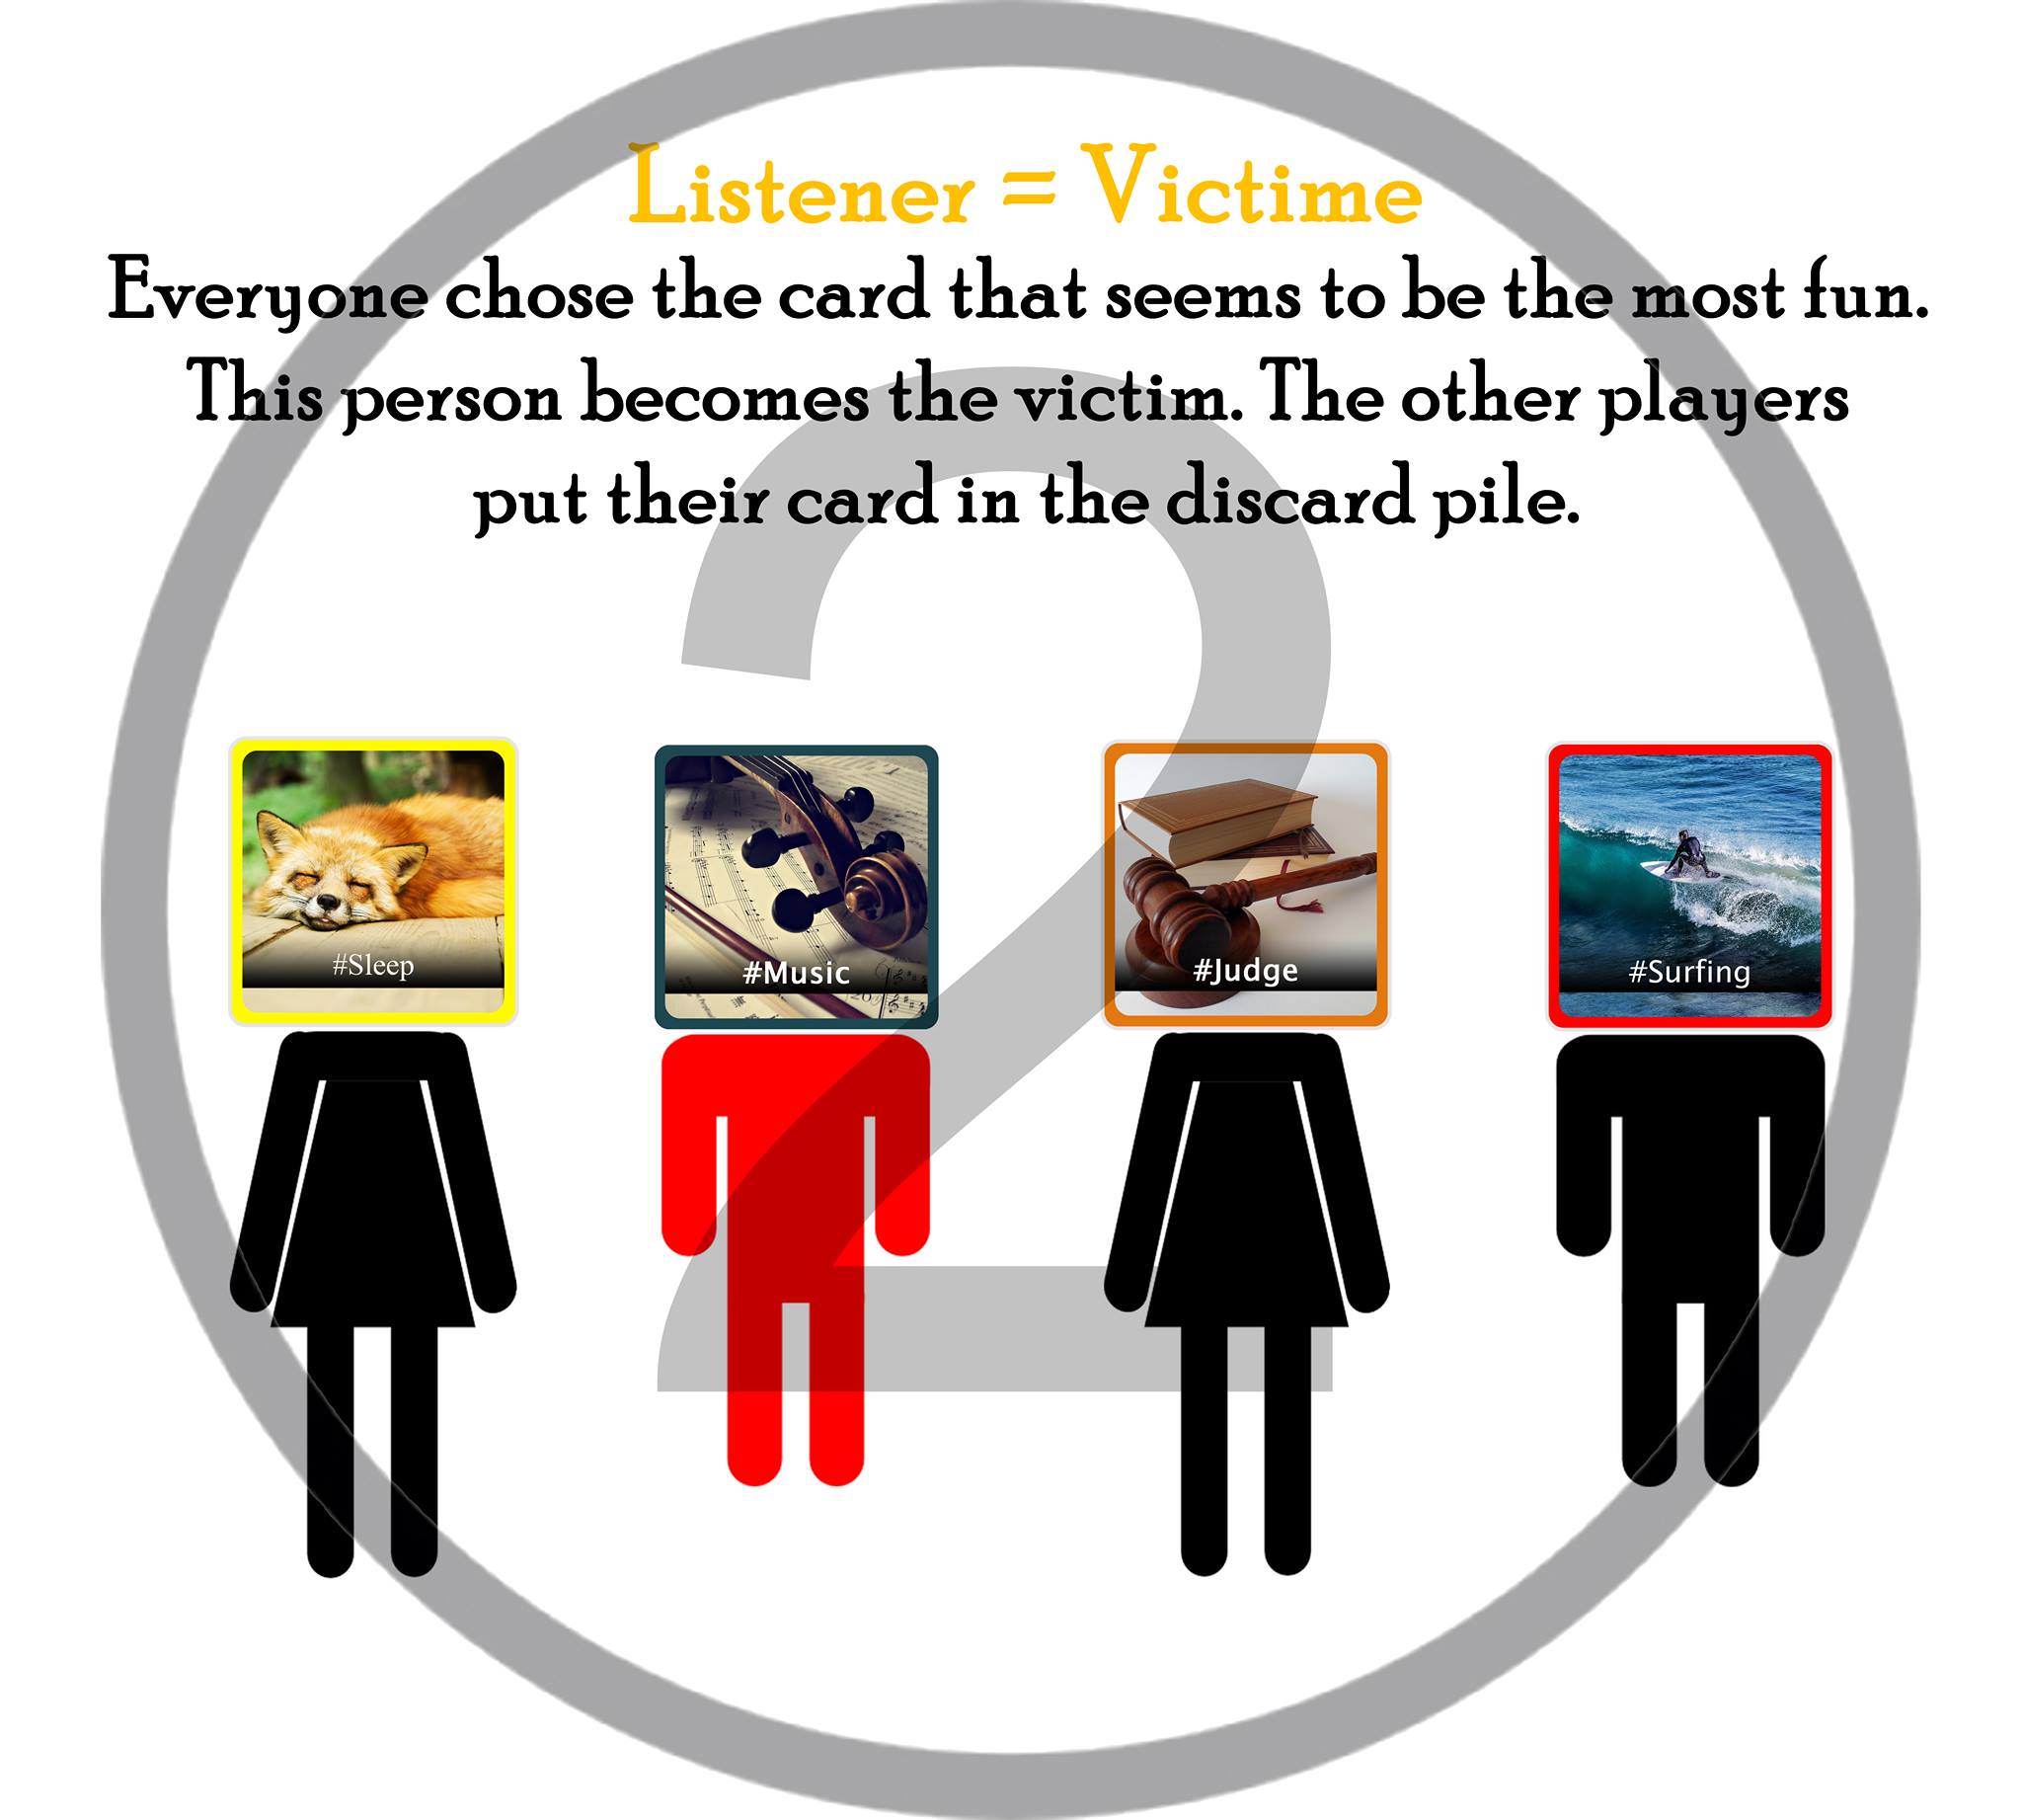 Listener = Victime
Everyone chose the card that seems to be the most fun.
This person becomes the victim. The other players
put their card in the discard pile.
2
#Sleep
#Music
#Judge
#Surfing